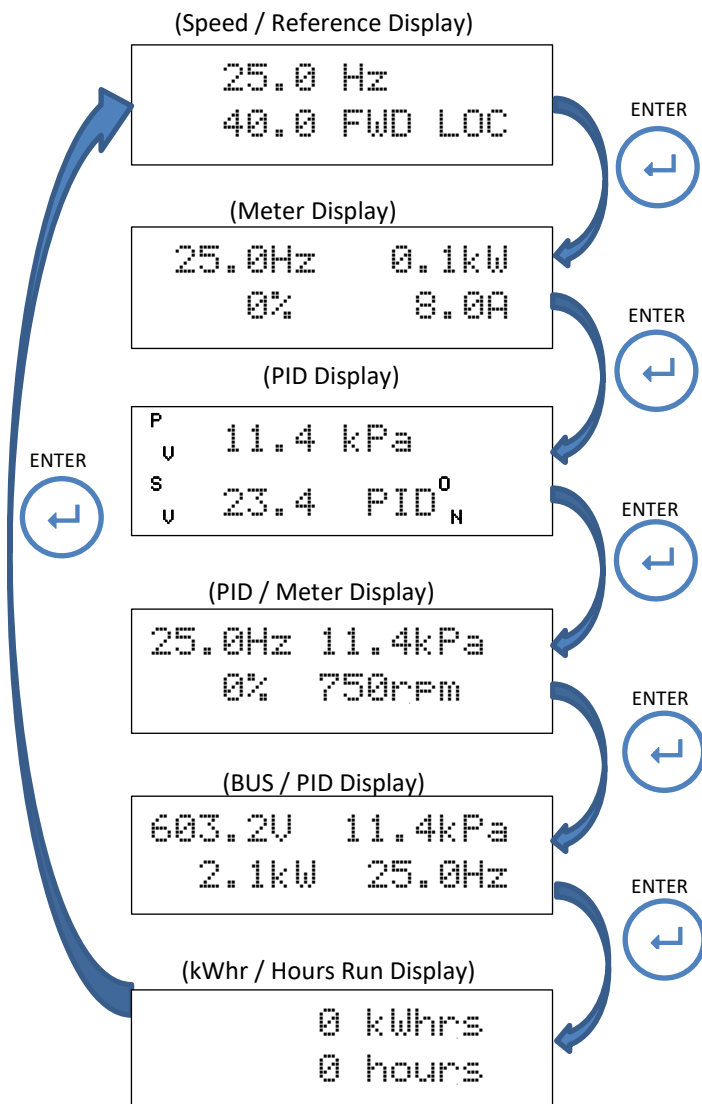 (Speed / Reference Display)
25.0 Hz
40.0 FWD LOC
ENTER
(Meter Display)
25.0Hz 0.1kW
0% 8.0A
ENTER
(PID Display)
PV 11.4 kPa
SV 23.4 PID ON
ENTER
ENTER
(PID / Meter Display)
25.0Hz 11.4kPa
0% 750rpm
ENTER
(BUS / PID Display)
603.2V 11.4kPa
2.1kW 25.0Hz
ENTER
(kWhr / Hours Run Display)
0 kWhrs
0 hours